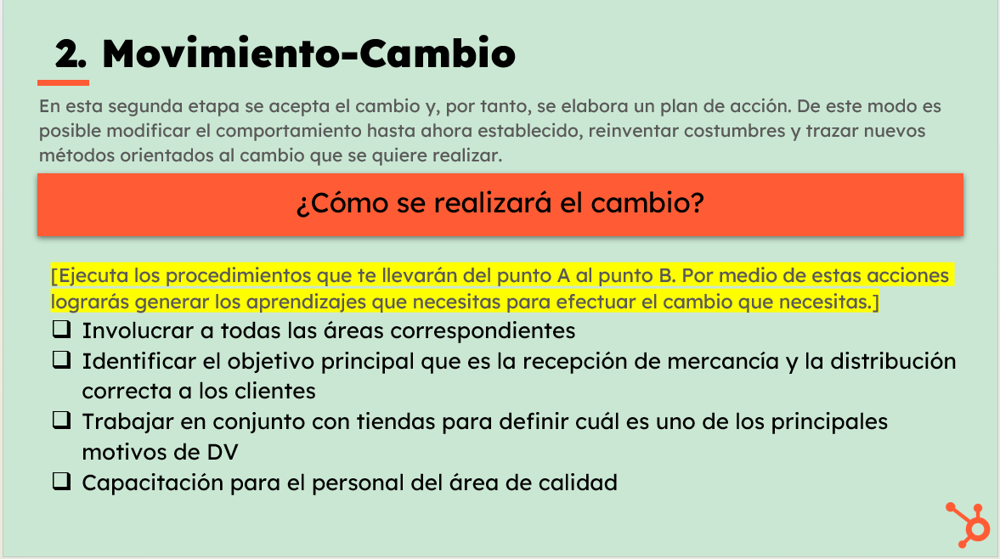 2. Movimiento-Cambio
En esta segunda etapa se acepta el cambio y, por tanto, se elabora un plan de acción. De este modo es
posible modificar el comportamiento hasta ahora establecido, reinventar costumbres y trazar nuevos
métodos orientados al cambio que se quiere realizar.
¿Cómo se realizará el cambio?
[Ejecuta los procedimientos que te llevarán del punto A al punto B. Por medio de estas acciones
lograrás generar los aprendizajes que necesitas para efectuar el cambio que necesitas.]
❏ Involucrar a todas las áreas correspondientes
❏ Identificar el objetivo principal que es la recepción de mercancía y la distribución
correcta a los clientes
❏ Trabajar en conjunto con tiendas para definir cuál es uno de los principales
motivos de DV
❏ Capacitación para el personal del área de calidad